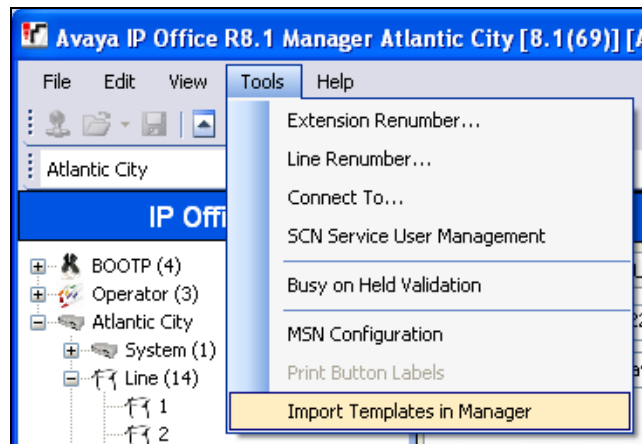 Avaya IP Office R8.1 Manager Atlantic City [8.1(69)] [A
File Edit View Tools Help
Extension Renumber...
Line Renumber...
Connect To...
SCN Service User Management
Busy on Held Validation
MSN Configuration
Print Button Labels
Import Templates in Manager
Atlantic City
IP Offi
BOOTP (4)
Operator (3)
Atlantic City
System (1)
Line (14)
1
2